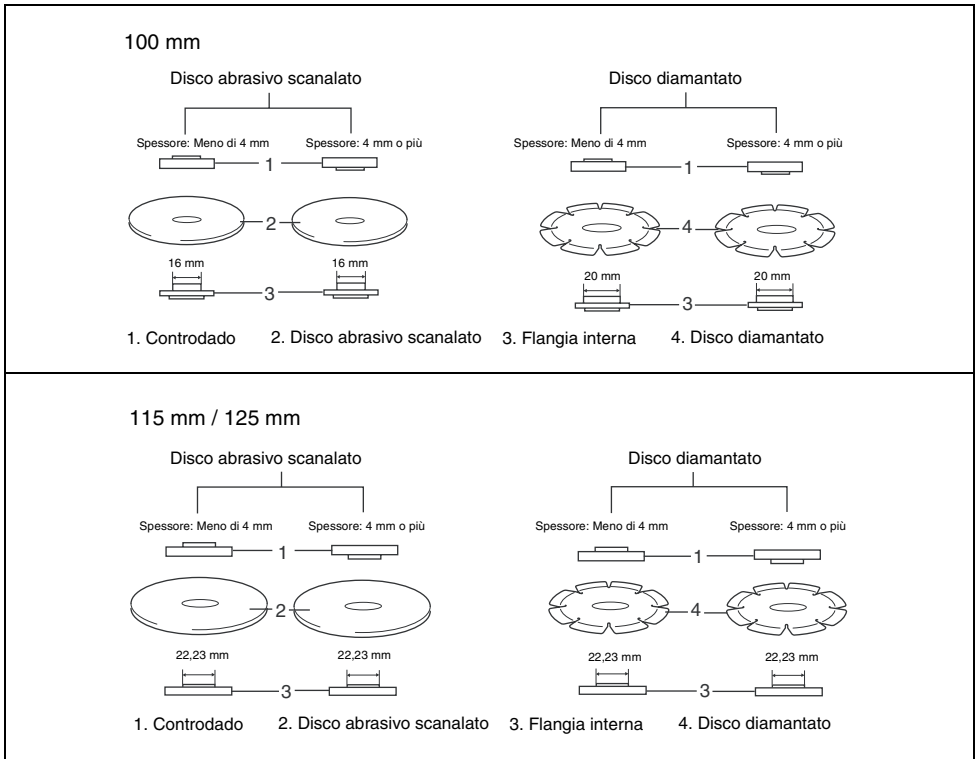 100 mm
Disco abrasivo scanalato
Disco diamantato
Spessore: Meno di 4 mm
Spessore: 4 mm o più
Spessore: Meno di 4 mm
Spessore: 4 mm o più
1
1
2
4
16 mm
16 mm
20 mm
20 mm
3
3
1. Controdado 2. Disco abrasivo scanalato 3. Flangia interna 4. Disco diamantato
115 mm / 125 mm
Disco abrasivo scanalato
Disco diamantato
Spessore: Meno di 4 mm
Spessore: 4 mm o più
Spessore: Meno di 4 mm
Spessore: 4 mm o più
1
1
2
4
22,23 mm
22,23 mm
22,23 mm
22,23 mm
3
3
1. Controdado 2. Disco abrasivo scanalato 3. Flangia interna 4. Disco diamantato